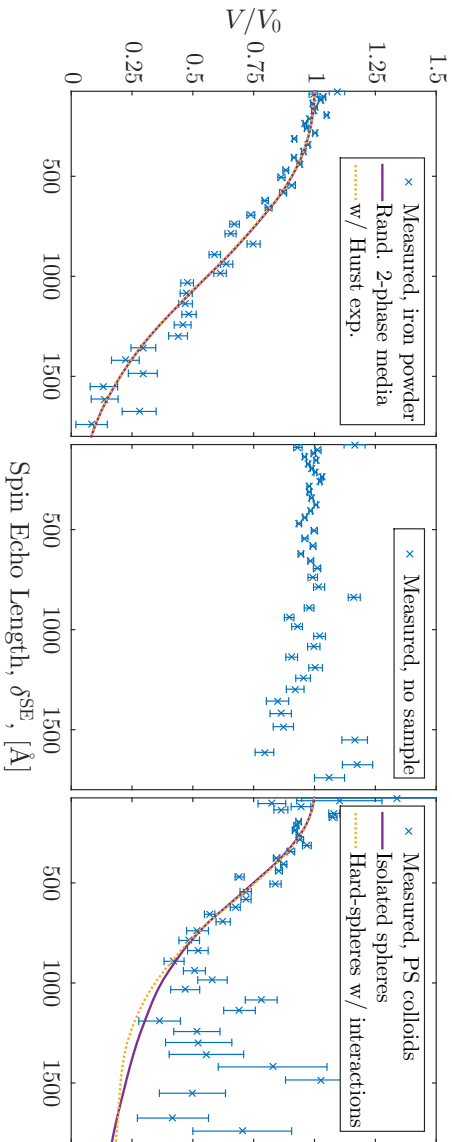 V/V₀
1.5
1.25
1
0.75
0.5
0.25
0
× Measured, iron powder
Rand. 2-phase media
w/ Hurst exp.
500
1000
1500
× Measured, no sample
500
1000
1500
× Measured, PS colloids
Isolated spheres
Hard-spheres w/ interactions
500
1000
1500
Spin Echo Length, δ^SE, [Å]